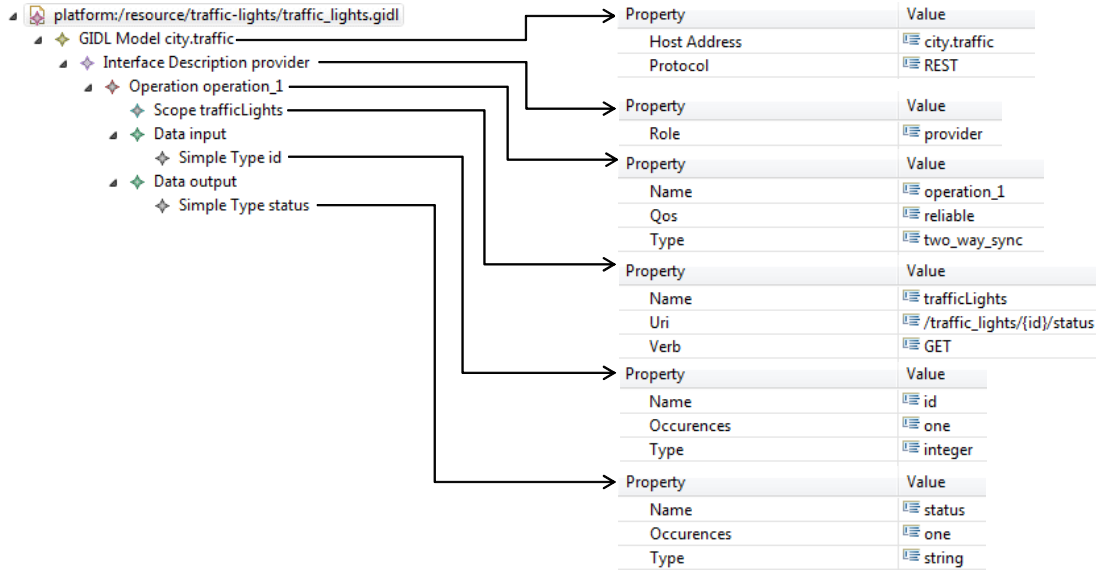 platform:/resource/traffic-lights/traffic_lights.gidl
GIDL Model city.traffic
Interface Description provider
Operation operation_1
Scope trafficLights
Data input
Simple Type id
Data output
Simple Type status
Property Value
Host Address city.traffic
Protocol REST
Property Value
Role provider
Property Value
Name operation_1
Qos reliable
Type two_way_sync
Property Value
Name trafficLights
Uri /traffic_lights/{id}/status
Verb GET
Property Value
Name id
Occurences one
Type integer
Property Value
Name status
Occurences one
Type string